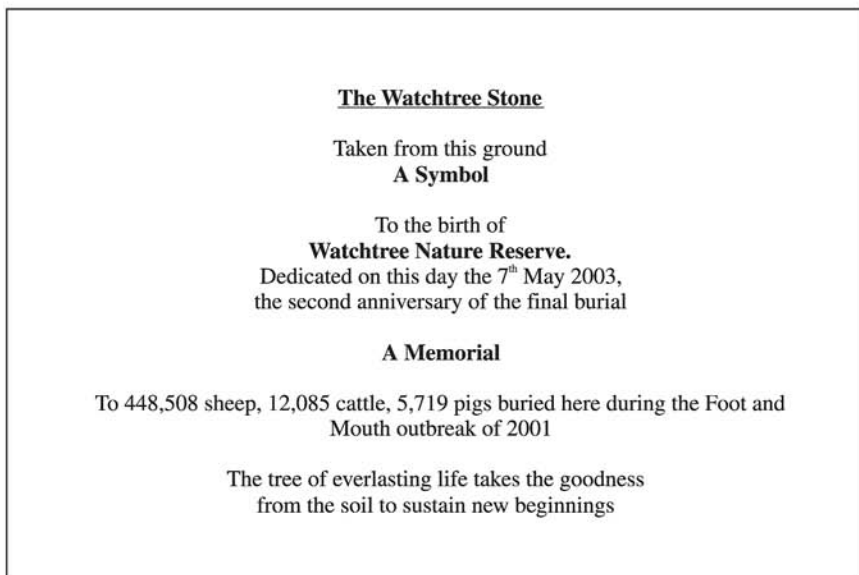 The Watchtree Stone
Taken from this ground
A Symbol
To the birth of
Watchtree Nature Reserve.
Dedicated on this day the 7th May 2003,
the second anniversary of the final burial
A Memorial
To 448,508 sheep, 12,085 cattle, 5,719 pigs buried here during the Foot and
Mouth outbreak of 2001
The tree of everlasting life takes the goodness
from the soil to sustain new beginnings